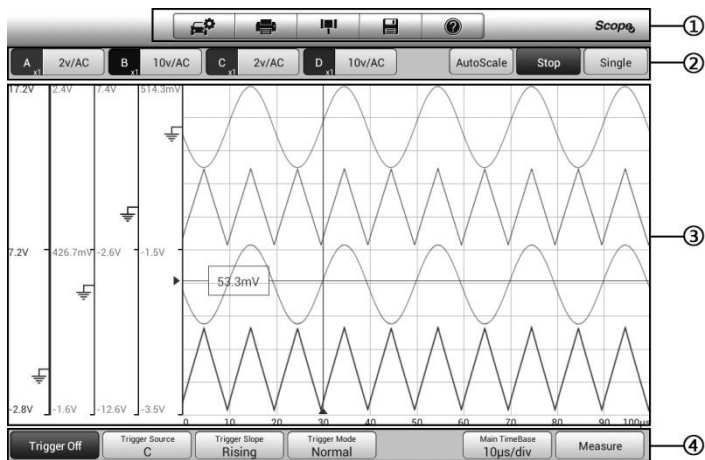 Scope
①
A x1 2v/AC B x1 10v/AC C x1 2v/AC D x1 10v/AC AutoScale Stop Single
②
17.2V 2.4V 7.4V 514.3mV
③
7.2V 426.7mV -2.6V -1.5V
53.3mV
-2.8V -1.6V -12.6V -3.5V
0 10 20 30 40 50 60 70 80 90 100μs
Trigger Off Trigger Source C Trigger Slope Rising Trigger Mode Normal Main TimeBase 10μs/div Measure
④